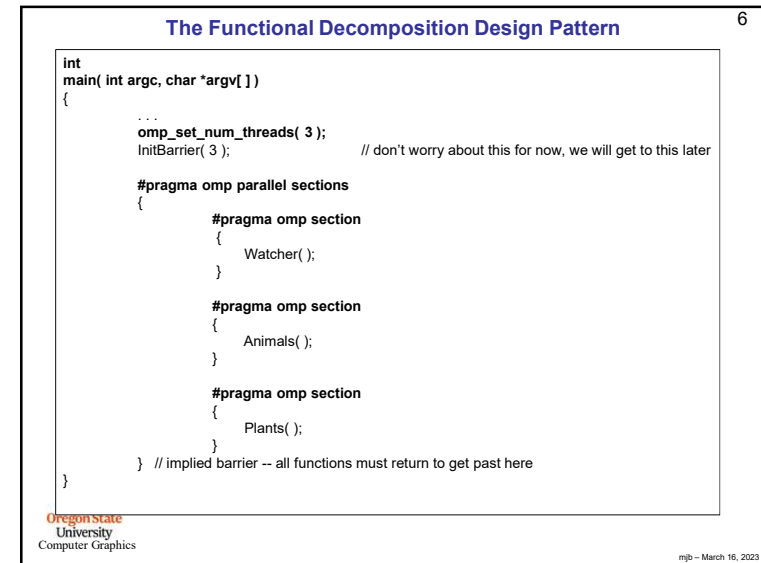 The Functional Decomposition Design Pattern
6
int
main( int argc, char *argv[ ] )
{
. . .
omp_set_num_threads( 3 );
InitBarrier( 3 ); // don’t worry about this for now, we will get to this later
#pragma omp parallel sections
{
#pragma omp section
{
Watcher( );
}
#pragma omp section
{
Animals( );
}
#pragma omp section
{
Plants( );
}
} // implied barrier -- all functions must return to get past here
}
Oregon State
University
Computer Graphics
mjb – March 16, 2023